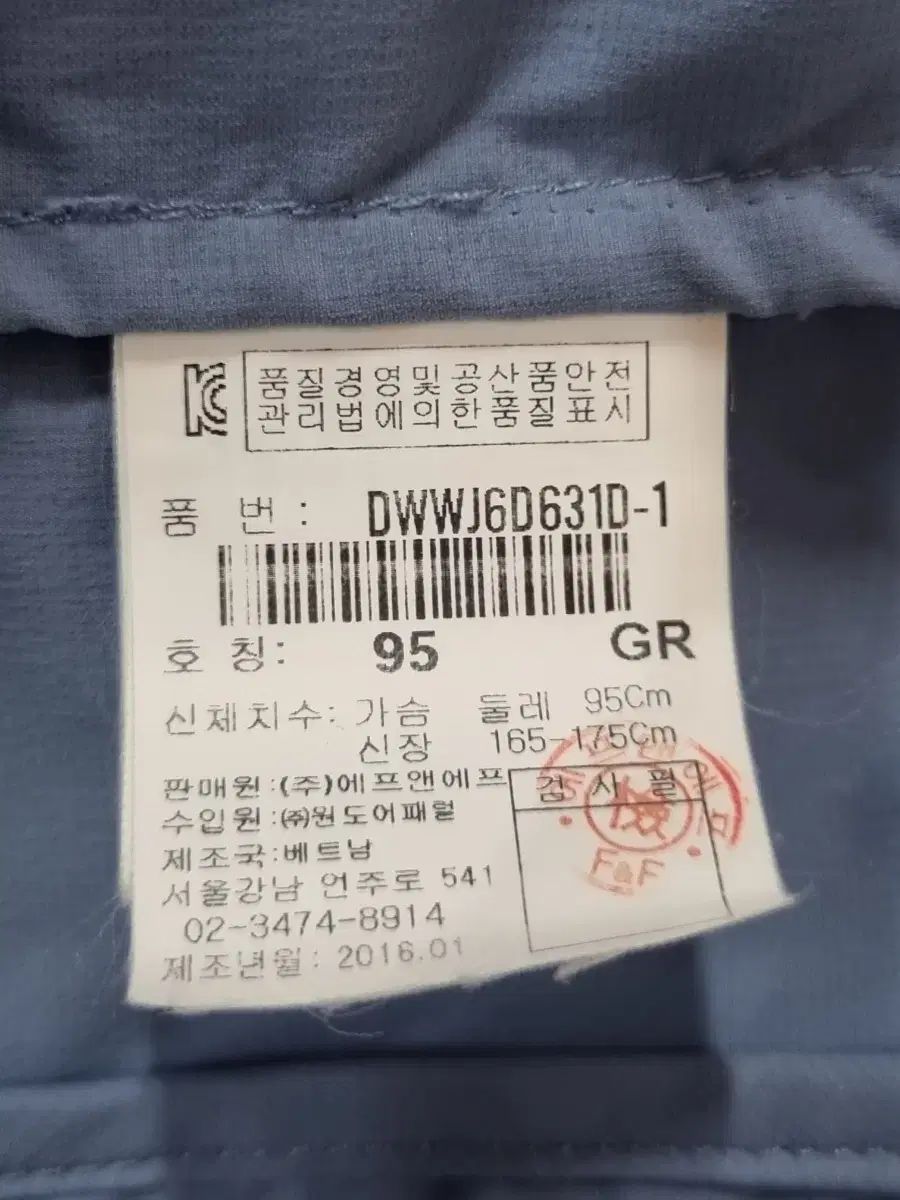 품질경영및공산품안전
관리법에의한품질표시
품 번 : DWWJ6D631D-1
호 칭: 95 GR
신체치수: 가슴 둘레 95Cm
신장 165-175Cm
판매원:(주)에프앤에프
수입원:㈜원도어패럴
제조국:베트남
서울강남 언주로 541
02-3474-8914
제조년월: 2016.01
검 사 필
F&F